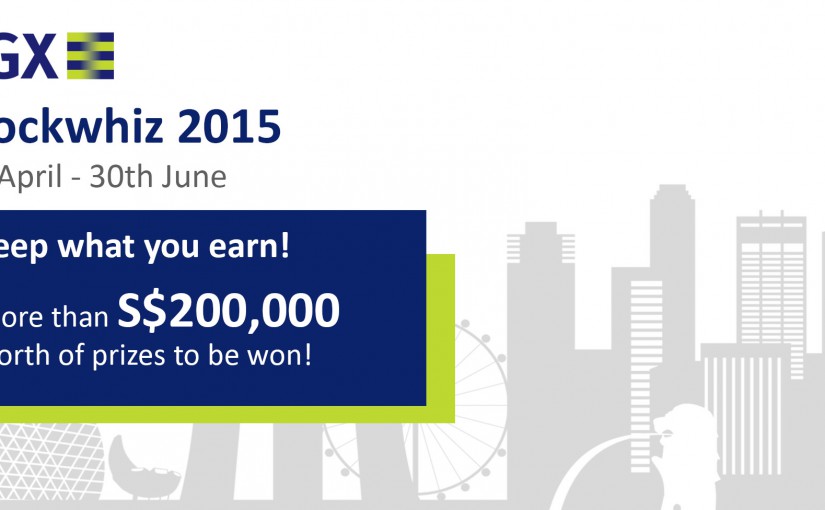 GX
ockwhiz 2015
April - 30th June
eep what you earn!
ore than S$200,000
orth of prizes to be won!